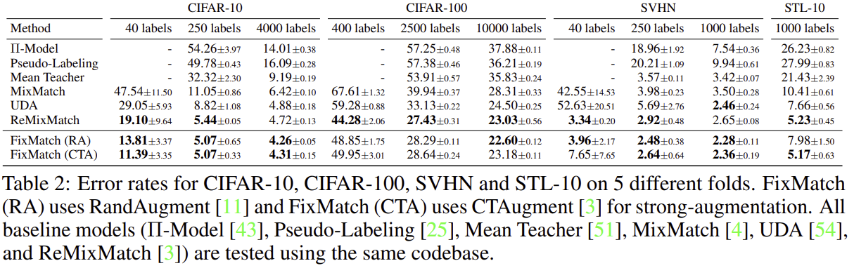 CIFAR-10 CIFAR-100 SVHN STL-10
Method 40 labels 250 labels 4000 labels 400 labels 2500 labels 10000 labels 40 labels 250 labels 1000 labels 1000 labels
Π-Model - 54.26±3.97 14.01±0.38 - 57.25±0.48 37.88±0.11 - 18.96±1.92 7.54±0.36 26.23±0.82
Pseudo-Labeling - 49.78±0.43 16.09±0.28 - 57.38±0.46 36.21±0.19 - 20.21±1.09 9.94±0.61 27.99±0.83
Mean Teacher - 32.32±2.30 9.19±0.19 - 53.91±0.57 35.83±0.24 - 3.57±0.11 3.42±0.07 21.43±2.39
MixMatch 47.54±11.50 11.05±0.86 6.42±0.10 67.61±1.32 39.94±0.37 28.31±0.33 42.55±14.53 3.98±0.23 3.50±0.28 10.41±0.61
UDA 29.05±5.93 8.82±1.08 4.88±0.18 59.28±0.88 33.13±0.22 24.50±0.25 52.63±20.51 5.69±2.76 2.46±0.24 7.66±0.56
ReMixMatch 19.10±9.64 5.44±0.05 4.72±0.13 44.28±2.06 27.43±0.31 23.03±0.56 3.34±0.20 2.92±0.48 2.65±0.08 5.23±0.45
FixMatch (RA) 13.81±3.37 5.07±0.65 4.26±0.05 48.85±1.75 28.29±0.11 22.60±0.12 3.96±2.17 2.48±0.38 2.28±0.11 7.98±1.50
FixMatch (CTA) 11.39±3.35 5.07±0.33 4.31±0.15 49.95±3.01 28.64±0.24 23.18±0.11 7.65±7.65 2.64±0.64 2.36±0.19 5.17±0.63
Table 2: Error rates for CIFAR-10, CIFAR-100, SVHN and STL-10 on 5 different folds. FixMatch
(RA) uses RandAugment [11] and FixMatch (CTA) uses CTAugment [3] for strong-augmentation. All
baseline models (Π-Model [43], Pseudo-Labeling [25], Mean Teacher [51], MixMatch [4], UDA [54],
and ReMixMatch [3]) are tested using the same codebase.